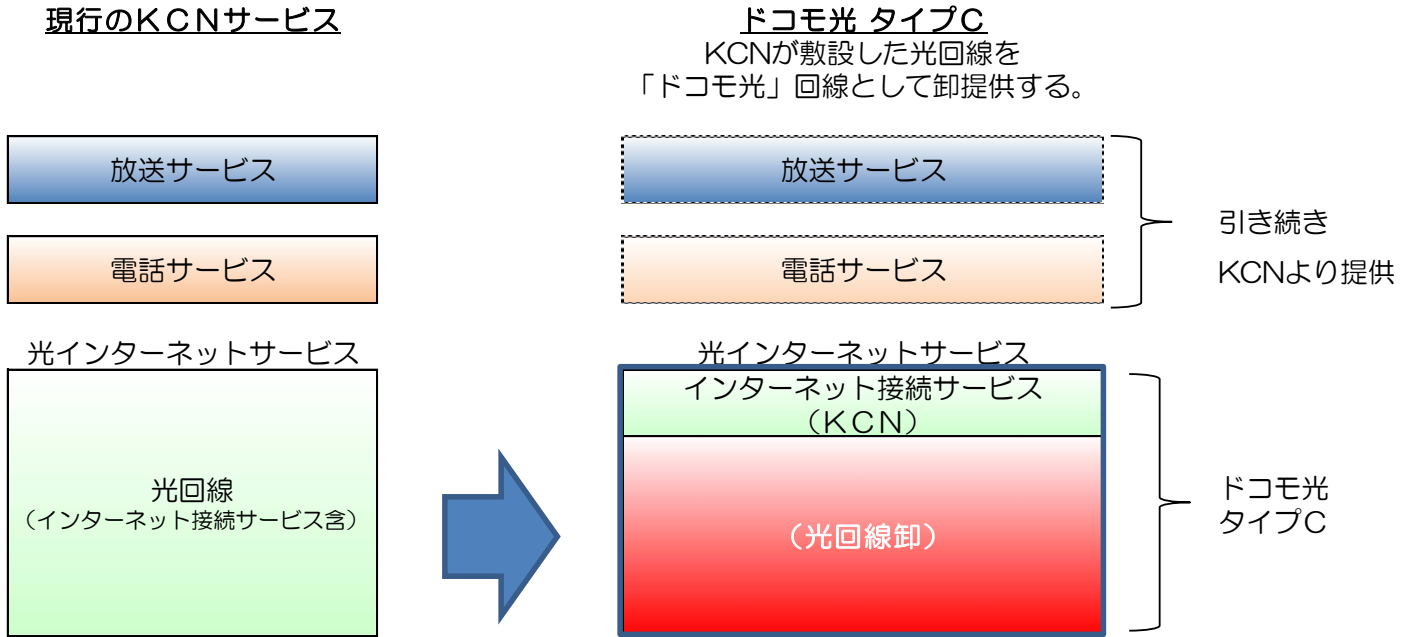 現行のKCNサービス
放送サービス
電話サービス
光インターネットサービス
光回線
（インターネット接続サービス含）
ドコモ光 タイプC
KCNが敷設した光回線を
「ドコモ光」回線として卸提供する。
放送サービス
電話サービス
引き続き
KCNより提供
光インターネットサービス
インターネット接続サービス
（KCN）
（光回線卸）
ドコモ光
タイプC